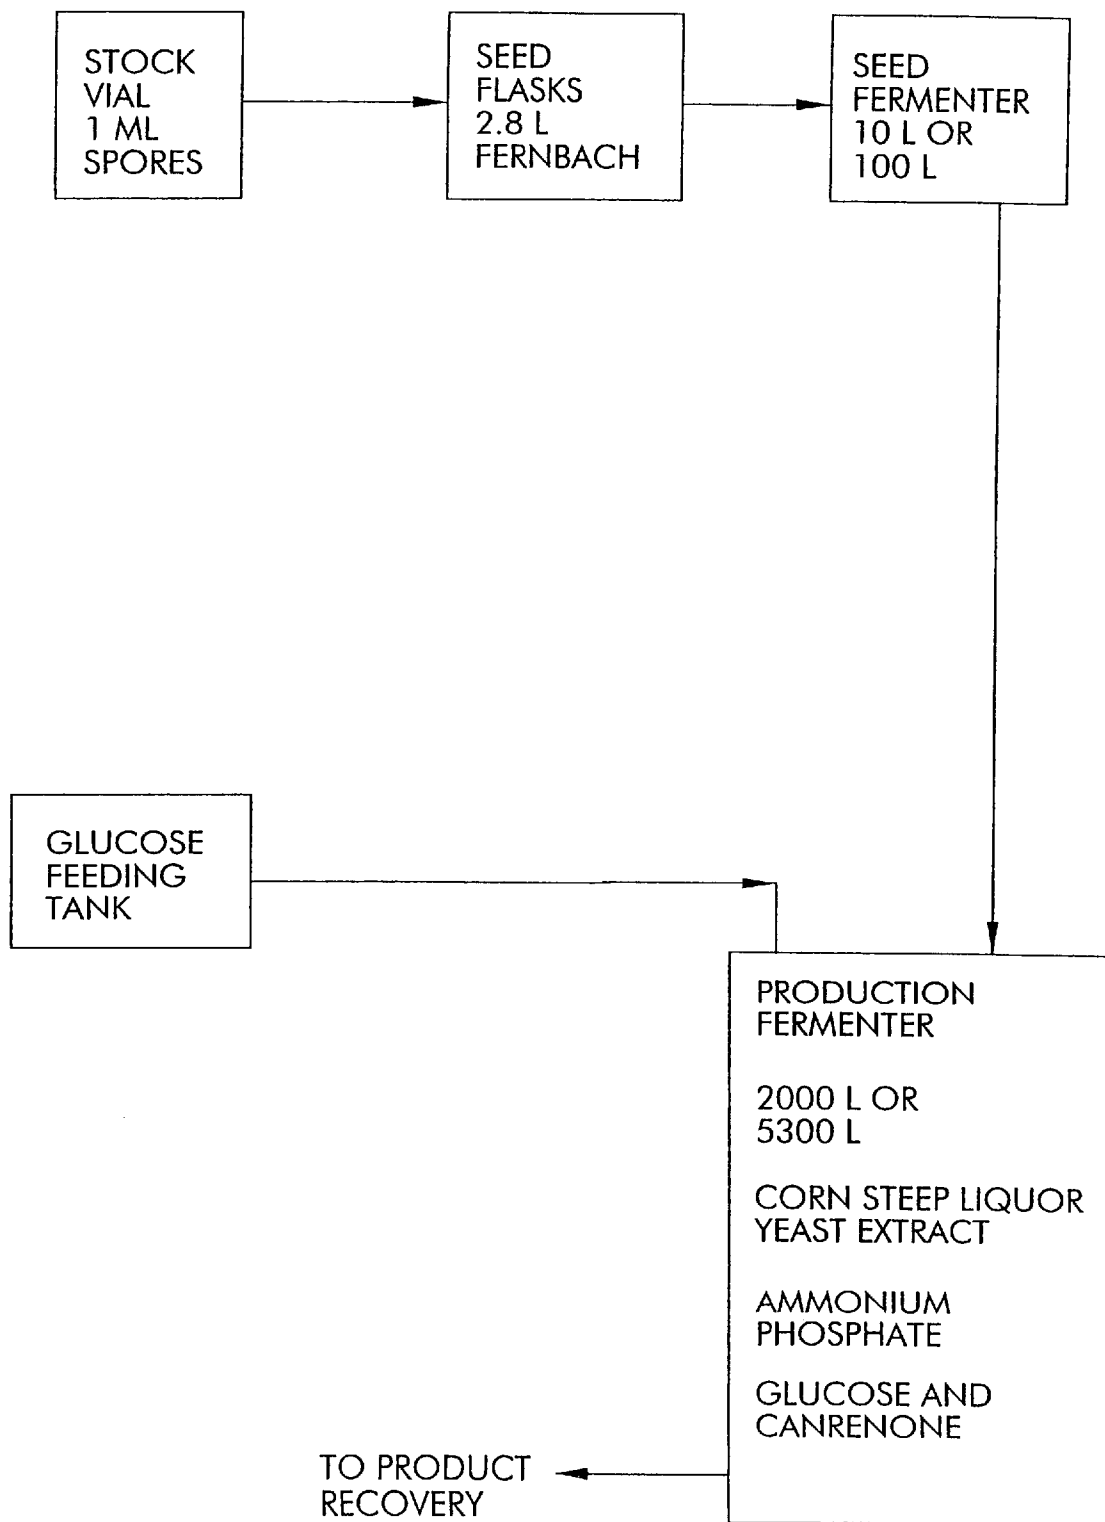 STOCK
VIAL
1 ML
SPORES
SEED
FLASKS
2.8 L
FERNBACH
SEED
FERMENTER
10 L OR
100 L
GLUCOSE
FEEDING
TANK
PRODUCTION
FERMENTER
2000 L OR
5300 L
CORN STEEP LIQUOR
YEAST EXTRACT
AMMONIUM
PHOSPHATE
GLUCOSE AND
CANRENONE
TO PRODUCT
RECOVERY